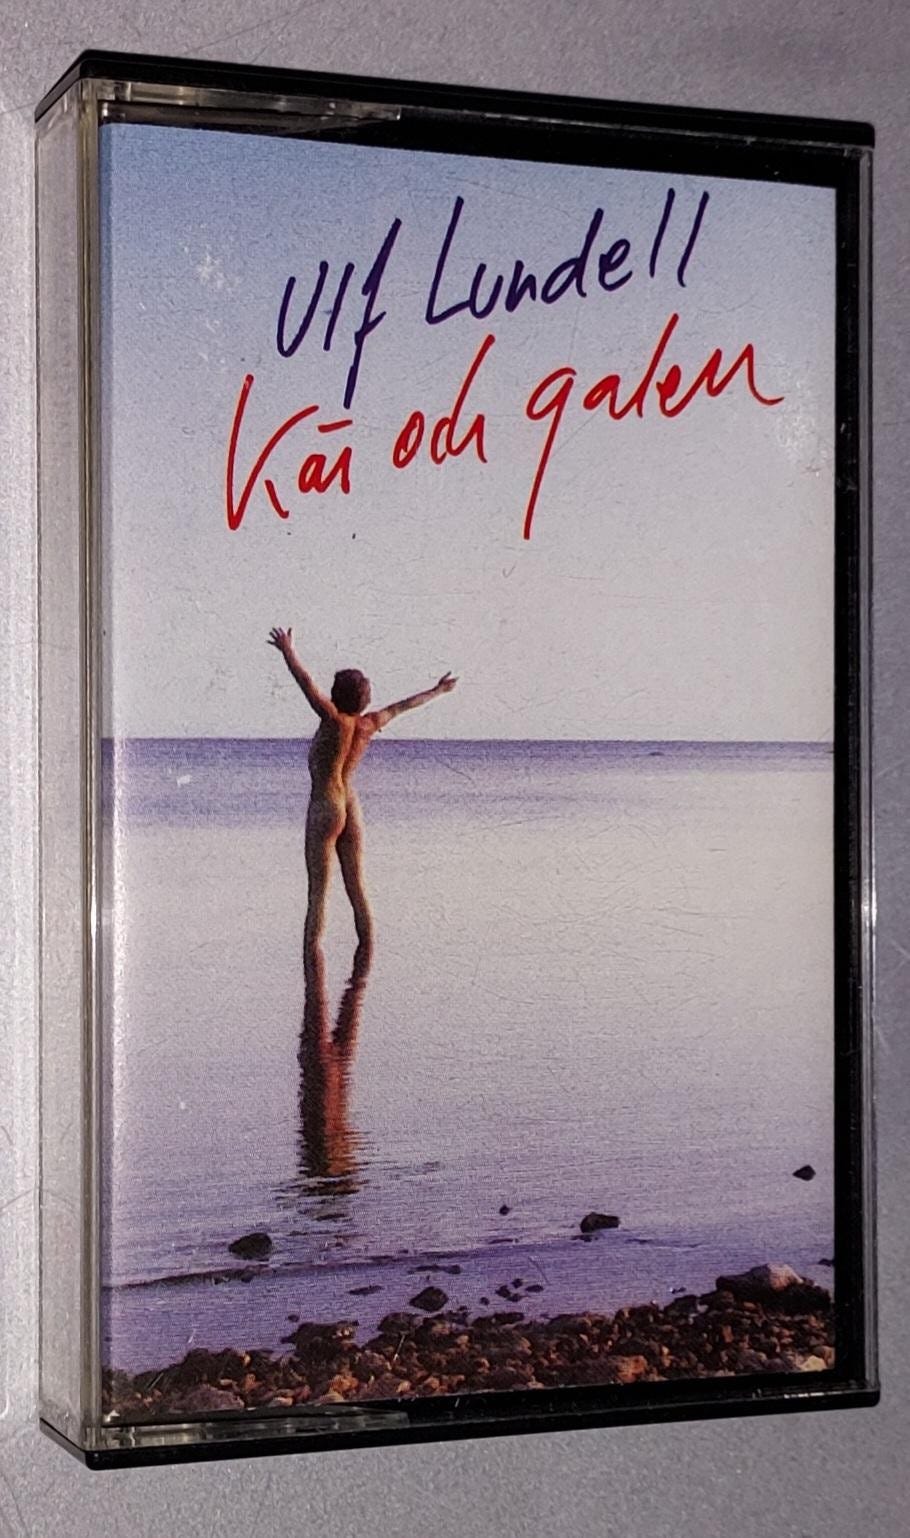 Ulf Lundell
Kär och galen